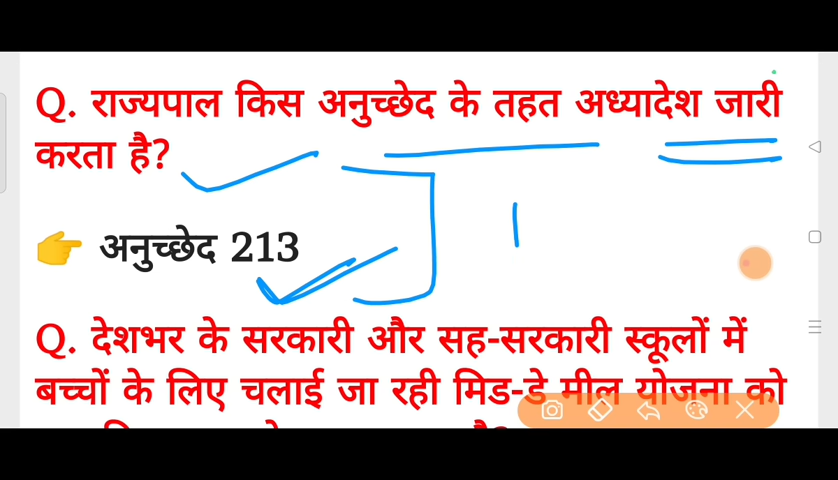 Q. राज्यपाल किस अनुच्छेद के तहत अध्यादेश जारी
करता है?
👉 अनुच्छेद 213
Q. देशभर के सरकारी और सह-सरकारी स्कूलों में
बच्चों के लिए चलाई जा रही मिड-डे मील योजना को